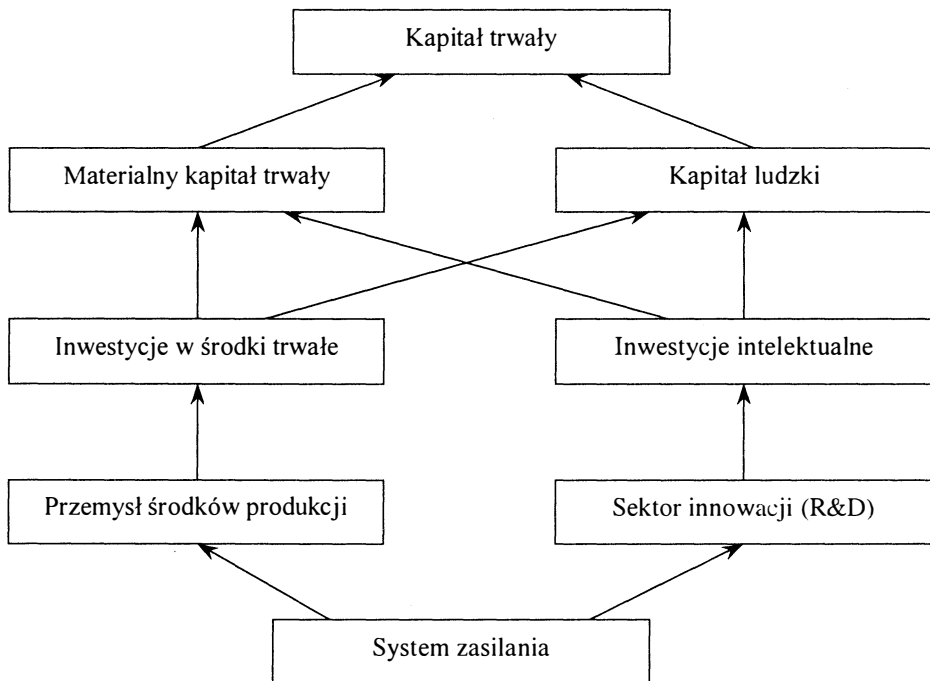 Kapitał trwały
Materialny kapitał trwały
Kapitał ludzki
Inwestycje w środki trwałe
Inwestycje intelektualne
Przemysł środków produkcji
Sektor innowacji (R&D)
System zasilania